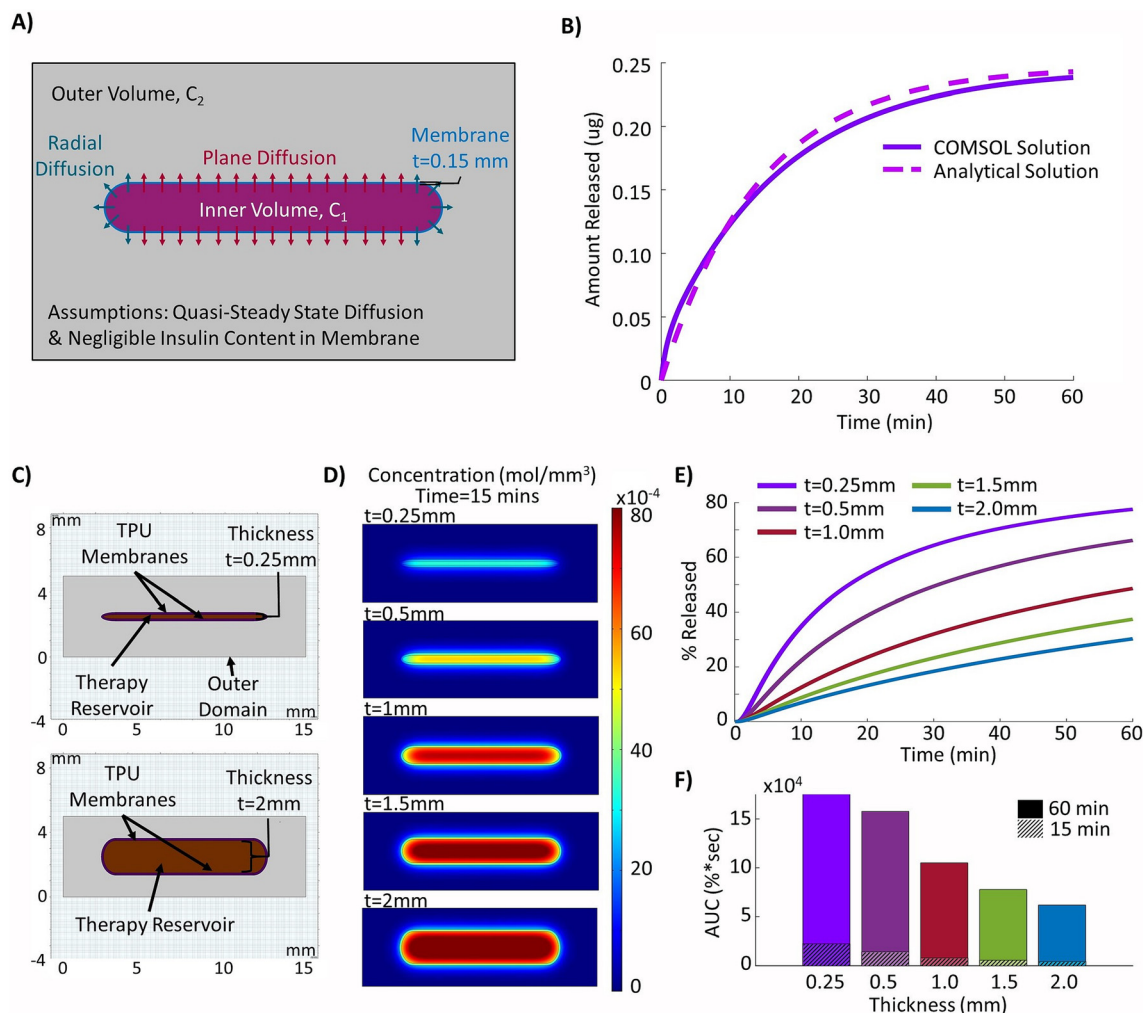 A)
Outer Volume, C₂
Radial
Diffusion
Plane Diffusion
Membrane
t=0.15 mm
Inner Volume, C₁
Assumptions: Quasi-Steady State Diffusion
& Negligible Insulin Content in Membrane
B)
Amount Released (ug)
0.25
0.20
0.15
0.10
0.05
0
COMSOL Solution
Analytical Solution
0 10 20 30 40 50 60
Time (min)
C)
8
mm
TPU
Membranes
Thickness
t=0.25mm
4
0
Therapy
Reservoir
Outer
Domain
-4
mm
0 5 10 15
8
mm
TPU
Membranes
Thickness
t=2mm
4
0
Therapy Reservoir
-4
mm
0 5 10 15
D)
Concentration (mol/mm³)
Time=15 mins
x10⁻⁴
t=0.25mm
t=0.5mm
t=1mm
t=1.5mm
t=2mm
80
60
40
20
0
E)
t=0.25mm
t=0.5mm
t=1.0mm
t=1.5mm
t=2.0mm
% Released
80
60
40
20
0
0 10 20 30 40 50 60
Time (min)
F)
x10⁴
AUC (%*sec)
15
10
5
0
60 min
15 min
0.25 0.5 1.0 1.5 2.0
Thickness (mm)